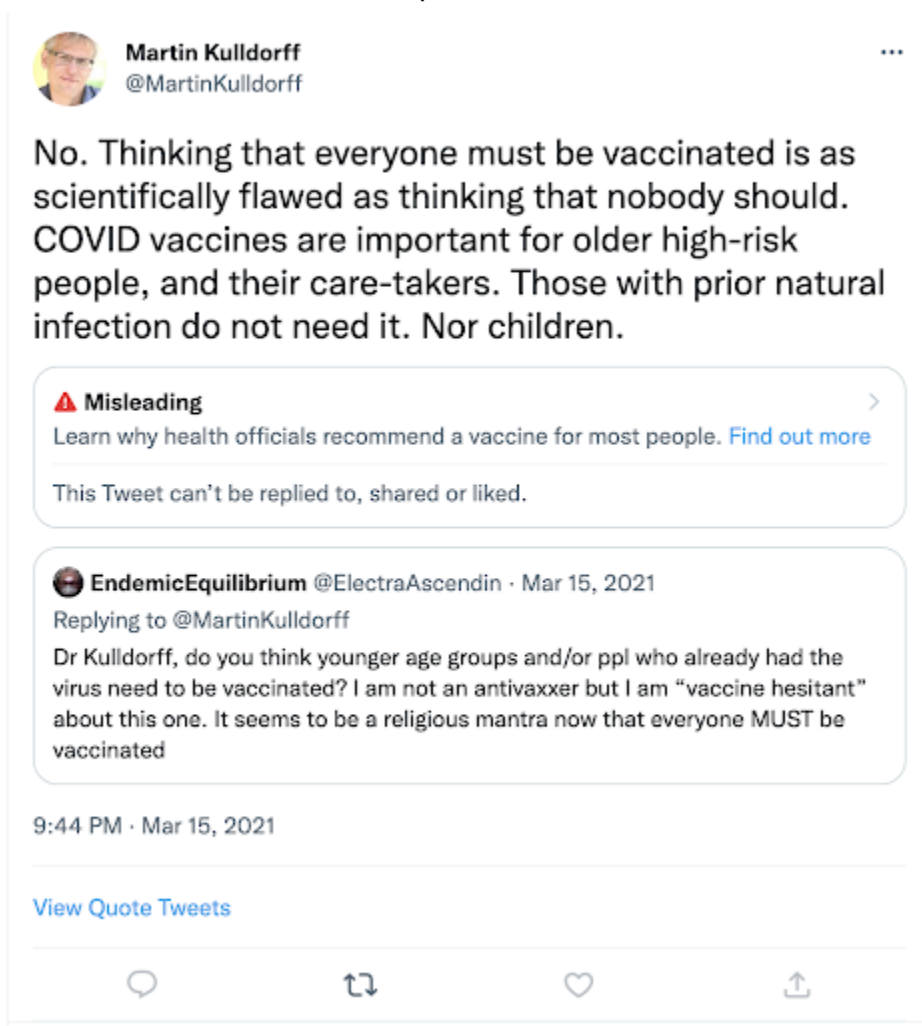 Martin Kulldorff
@MartinKulldorff
No. Thinking that everyone must be vaccinated is as
scientifically flawed as thinking that nobody should.
COVID vaccines are important for older high-risk
people, and their care-takers. Those with prior natural
infection do not need it. Nor children.
Misleading
Learn why health officials recommend a vaccine for most people. Find out more
This Tweet can't be replied to, shared or liked.
EndemicEquilibrium @ElectraAscendin · Mar 15, 2021
Replying to @MartinKulldorff
Dr Kulldorff, do you think younger age groups and/or ppl who already had the
virus need to be vaccinated? I am not an antivaxxer but I am “vaccine hesitant”
about this one. It seems to be a religious mantra now that everyone MUST be
vaccinated
9:44 PM · Mar 15, 2021
View Quote Tweets